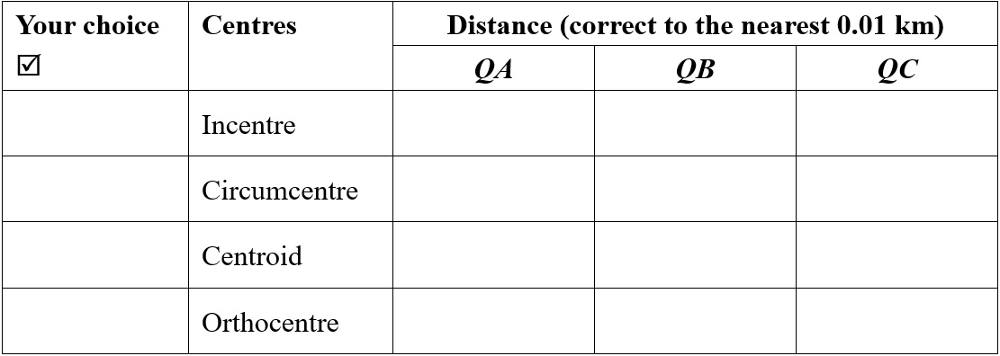 Your choice Centres Distance (correct to the nearest 0.01 km)
☑ QA QB QC
Incentre
Circumcentre
Centroid
Orthocentre